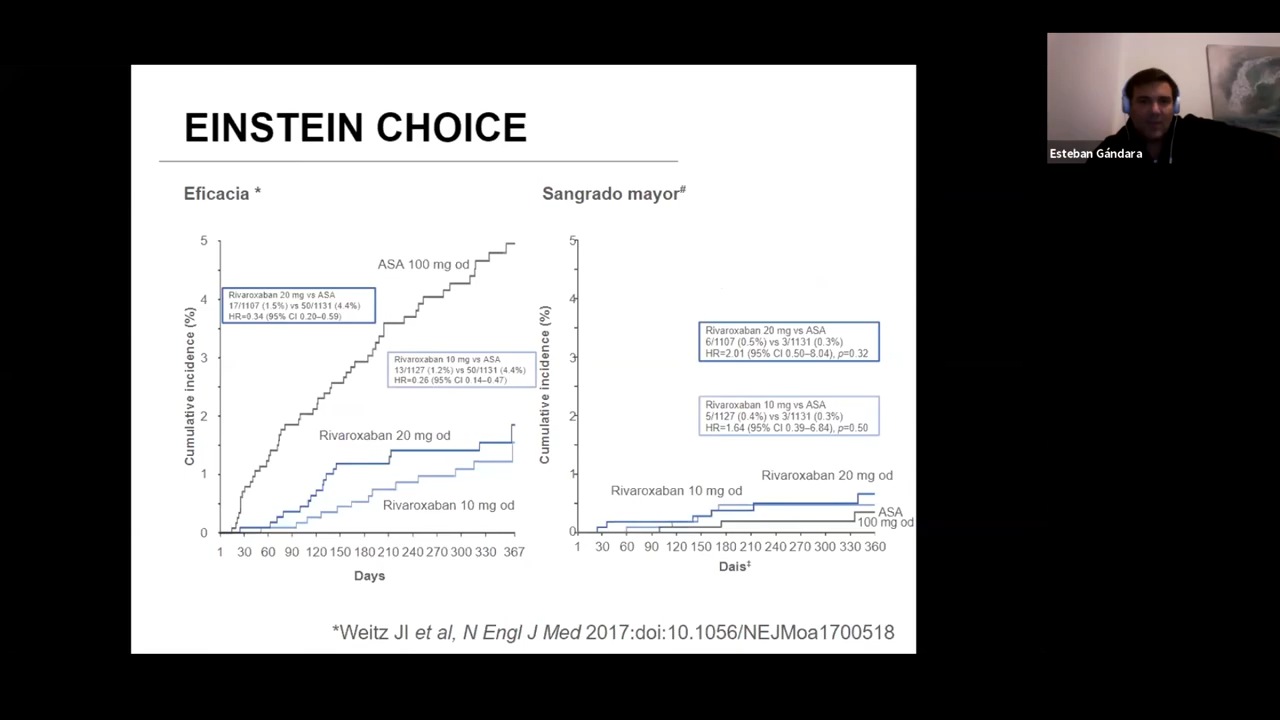 EINSTEIN CHOICE
Eficacia *
Sangrado mayor#
Cumulative incidence (%)
5
4
3
2
1
0
ASA 100 mg od
Rivaroxaban 20 mg vs ASA
17/1107 (1.5%) vs 50/1131 (4.4%)
HR=0.34 (95% CI 0.20–0.59)
Rivaroxaban 10 mg vs ASA
13/1127 (1.2%) vs 50/1131 (4.4%)
HR=0.26 (95% CI 0.14–0.47)
Rivaroxaban 20 mg od
Rivaroxaban 10 mg od
1 30 60 90 120 150 180 210 240 270 300 330 367
Days
Cumulative incidence (%)
5
4
3
2
1
0
Rivaroxaban 20 mg vs ASA
6/1107 (0.5%) vs 3/1131 (0.3%)
HR=2.01 (95% CI 0.50–8.04), p=0.32
Rivaroxaban 10 mg vs ASA
5/1127 (0.4%) vs 3/1131 (0.3%)
HR=1.64 (95% CI 0.39–6.84), p=0.50
Rivaroxaban 20 mg od
Rivaroxaban 10 mg od
ASA
100 mg od
1 30 60 90 120 150 180 210 240 270 300 330 360
Dais‡
*Weitz JI et al, N Engl J Med 2017:doi:10.1056/NEJMoa1700518
Esteban Gándara